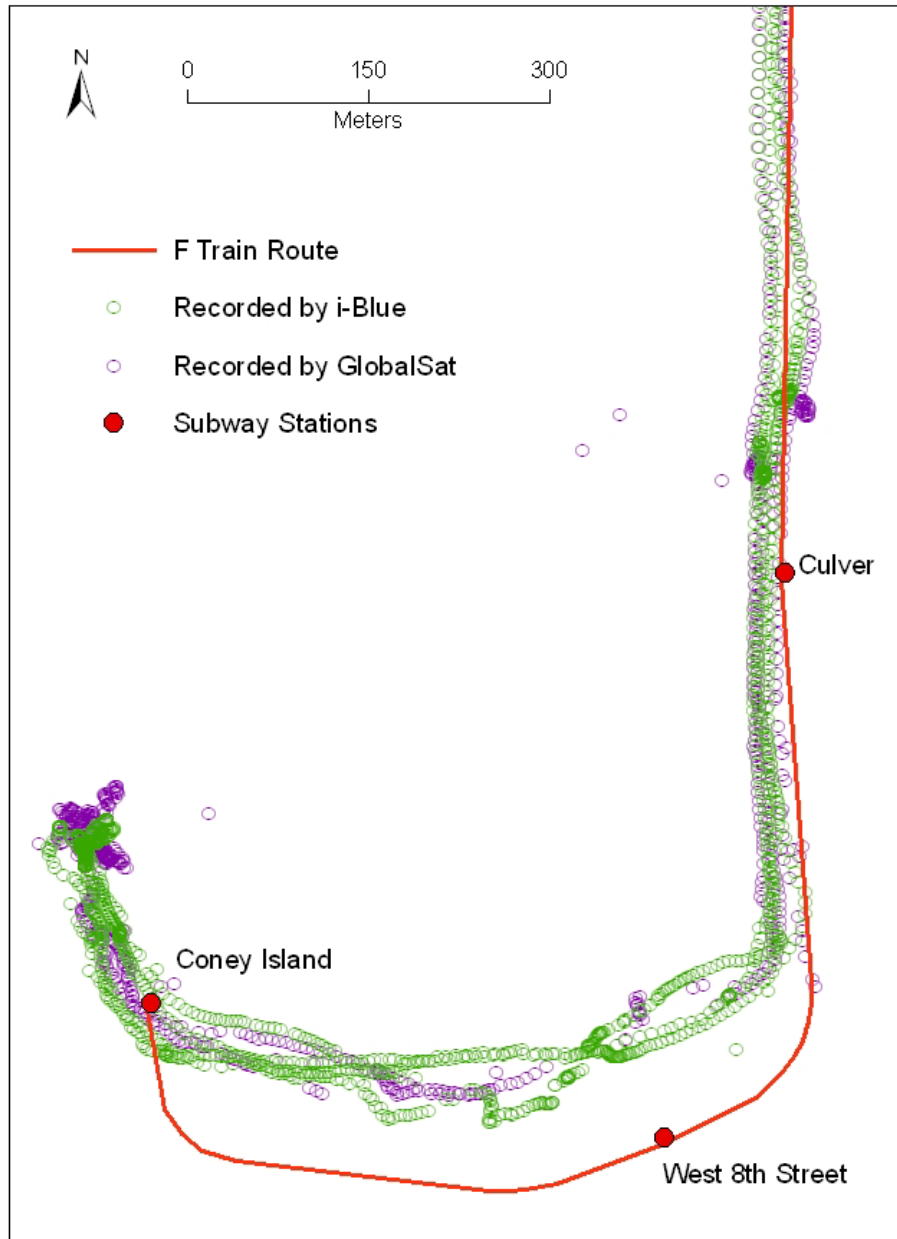 N
0 150 300
Meters
F Train Route
Recorded by i-Blue
Recorded by GlobalSat
Subway Stations
Culver
Coney Island
West 8th Street